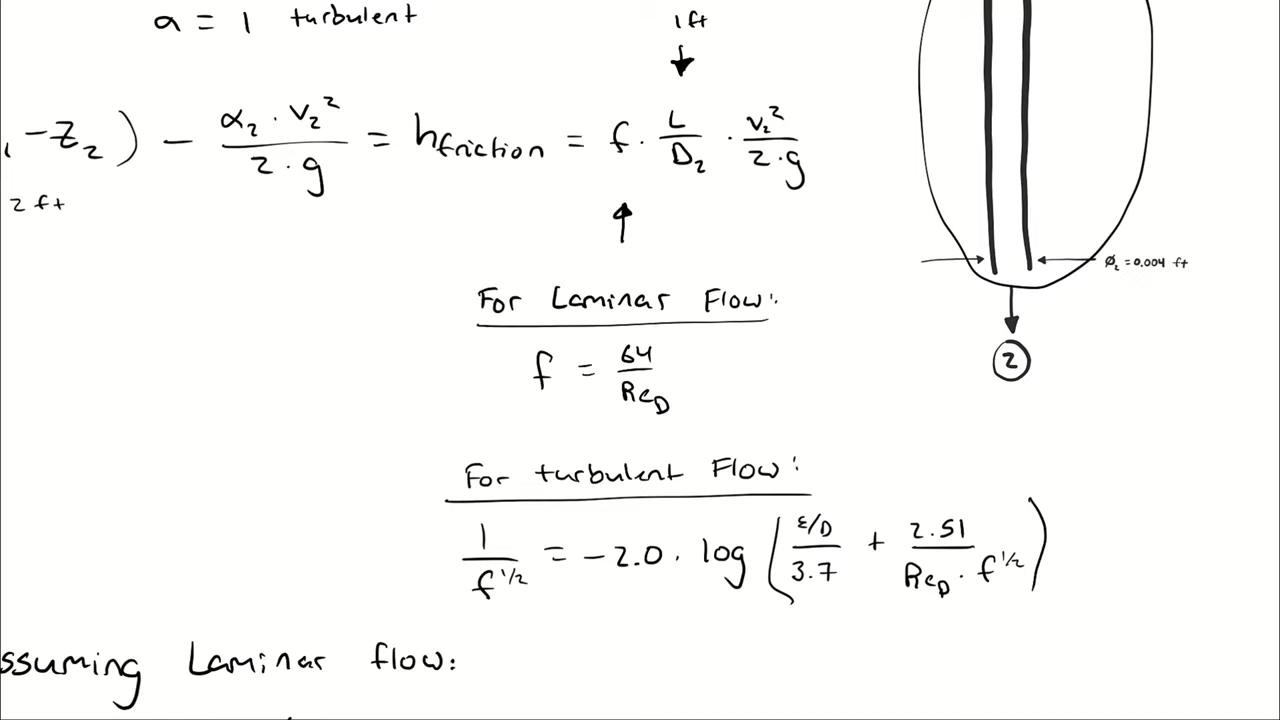 a = 1 turbulent
1 ft
, -Z₂ ) - α₂ · V₂² / 2 · g = h friction = f · L / D₂ · V₂² / 2 · g
2 ft
Ø₂ = 0.004 ft
For Laminar Flow:
f = 64 / Re_D
2
For turbulent Flow:
1 / f^1/2 = -2.0 · log ( ε/D / 3.7 + 2.51 / Re_D · f^1/2 )
ssuming Laminar flow: